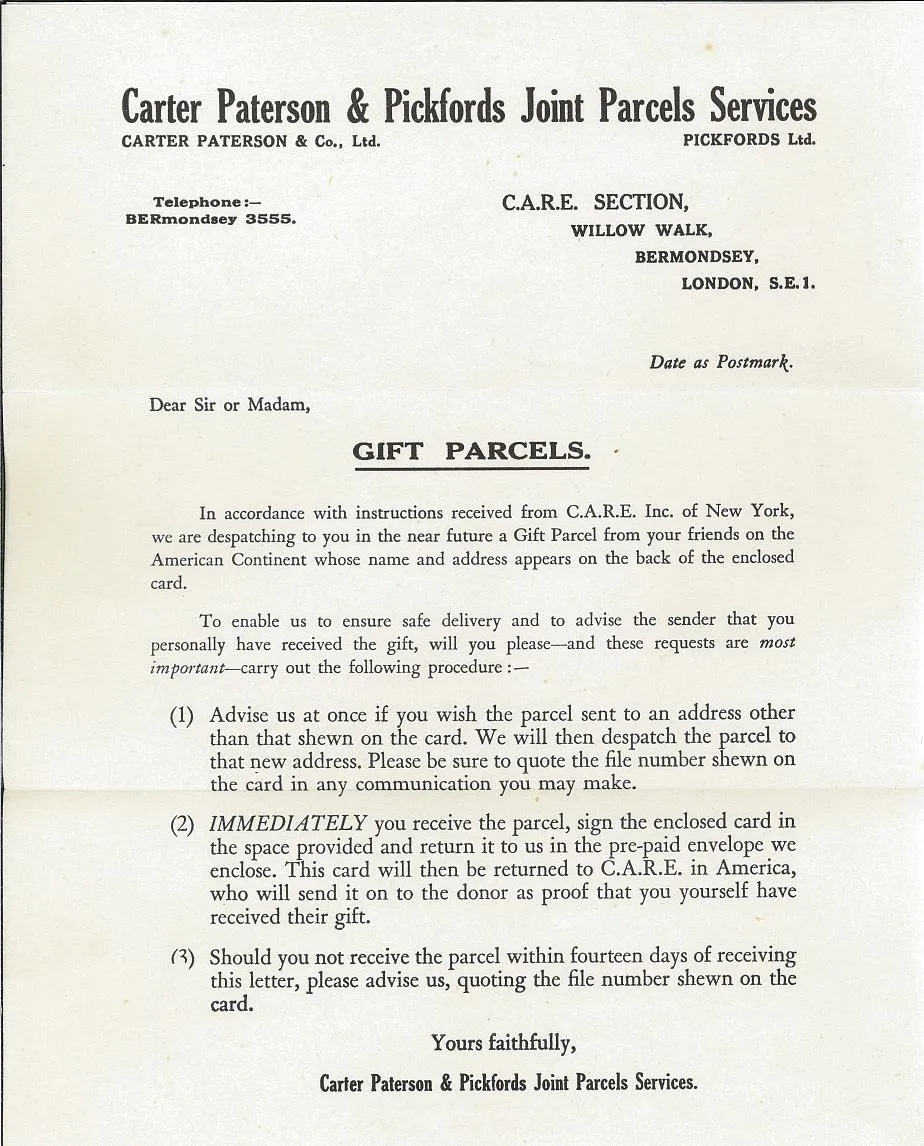 Carter Paterson & Pickfords Joint Parcels Services
CARTER PATERSON & Co., Ltd. PICKFORDS Ltd.
Telephone:—
BERmondsey 3555.
C.A.R.E. SECTION,
WILLOW WALK,
BERMONDSEY,
LONDON, S.E.1.
Date as Postmark.
Dear Sir or Madam,
GIFT PARCELS.
In accordance with instructions received from C.A.R.E. Inc. of New York,
we are despatching to you in the near future a Gift Parcel from your friends on the
American Continent whose name and address appears on the back of the enclosed
card.
To enable us to ensure safe delivery and to advise the sender that you
personally have received the gift, will you please—and these requests are most
important—carry out the following procedure :—
(1) Advise us at once if you wish the parcel sent to an address other
than that shewn on the card. We will then despatch the parcel to
that new address. Please be sure to quote the file number shewn on
the card in any communication you may make.
(2) IMMEDIATELY you receive the parcel, sign the enclosed card in
the space provided and return it to us in the pre-paid envelope we
enclose. This card will then be returned to C.A.R.E. in America,
who will send it on to the donor as proof that you yourself have
received their gift.
(3) Should you not receive the parcel within fourteen days of receiving
this letter, please advise us, quoting the file number shewn on the
card.
Yours faithfully,
Carter Paterson & Pickfords Joint Parcels Services.